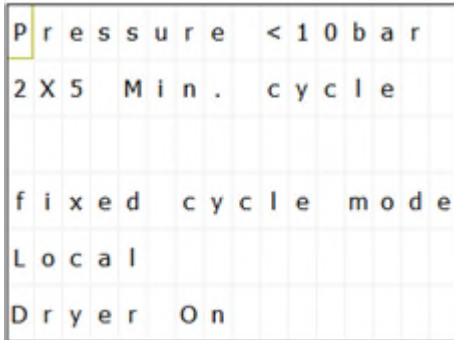 Pressure <10bar
2X5 Min. cycle
fixed cycle mode
Local
Dryer On